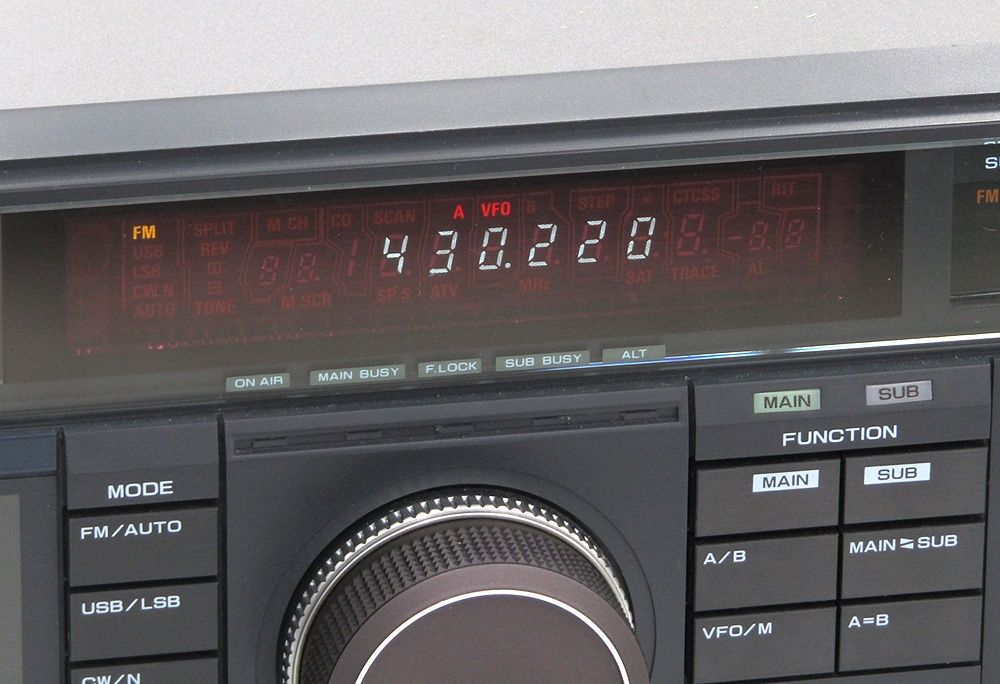 FM SPLIT M.CH CD SCAN A VFO B STEP * CTCSS RIT
USB REV
LSB 430.220
CW.N
AUTO TONE M.SCR SP.S ATV MHz SAT TRACE AL
S
FM
ON AIR MAIN BUSY F.LOCK SUB BUSY ALT
MAIN SUB
FUNCTION
MAIN SUB
A/B MAIN SUB
VFO/M A=B
MODE
FM/AUTO
USB/LSB
CW/N